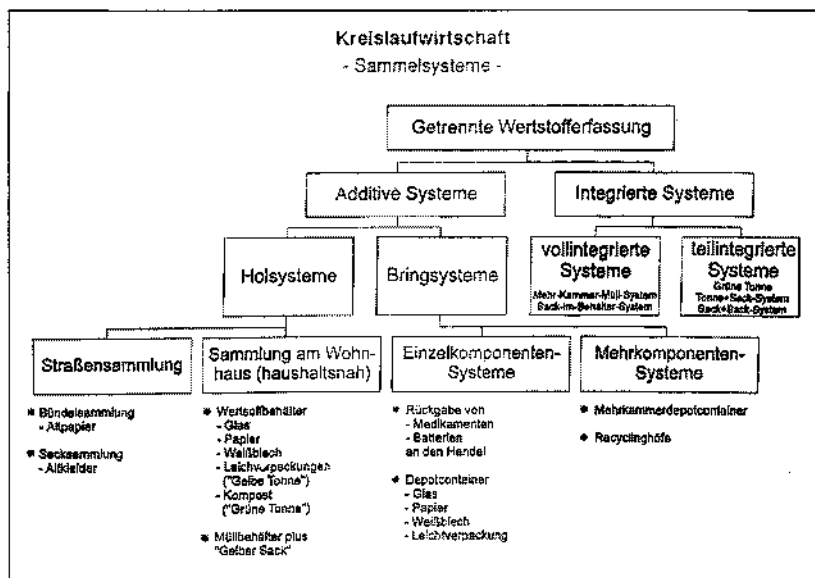 Kreislaufwirtschaft
- Sammelsysteme -
Getrennte Wertstofferfassung
Additive Systeme
Integrierte Systeme
Holsysteme
Bringsysteme
vollintegrierte
Systeme
Mehr-Kammer-Müll-System
Sack-im-Behälter-System
teilintegrierte
Systeme
Grüne Tonne
Tonne+Sack-System
Sack+Sack-System
Straßensammlung
Sammlung am Wohn-
haus (haushaltsnah)
Einzelkomponenten-
Systeme
Mehrkomponenten-
Systeme
* Bündelsammlung
- Altpapier
* Sacksammlung
- Altkleider
* Wertsoffbehälter
- Glas
- Papier
- Weißblech
- Leichverpackungen
("Gelbe Tonne")
- Kompost
("Grüne Tonne")
* Müllbehälter plus
"Gelber Sack"
* Rückgabe von
- Medikamenten
- Batterien
an den Handel
* Depotcontainer
- Glas
- Papier
- Weißblech
- Leichtverpackung
* Mehrkammerdepotcontainer
* Recyclinghöfe